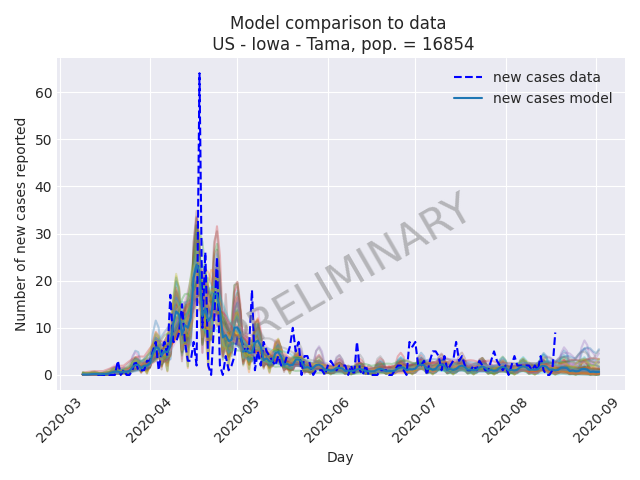 Model comparison to data
US - Iowa - Tama, pop. = 16854
new cases data
new cases model
PRELIMINARY
Number of new cases reported
60
50
40
30
20
10
0
2020-03
2020-04
2020-05
2020-06
2020-07
2020-08
2020-09
Day